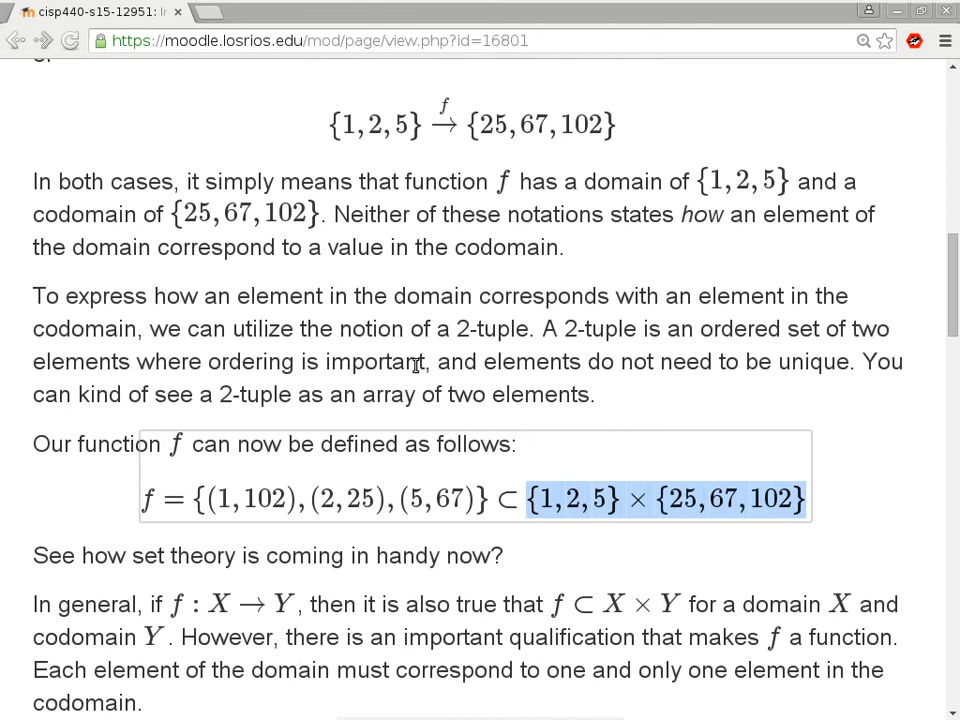 cisp440-s15-12951: Ir
https://moodle.losrios.edu/mod/page/view.php?id=16801
f
{1, 2, 5} → {25, 67, 102}
In both cases, it simply means that function f has a domain of {1, 2, 5} and a
codomain of {25, 67, 102}. Neither of these notations states how an element of
the domain correspond to a value in the codomain.
To express how an element in the domain corresponds with an element in the
codomain, we can utilize the notion of a 2-tuple. A 2-tuple is an ordered set of two
elements where ordering is important, and elements do not need to be unique. You
can kind of see a 2-tuple as an array of two elements.
Our function f can now be defined as follows:
f = {(1, 102), (2, 25), (5, 67)} ⊂ {1, 2, 5} × {25, 67, 102}
See how set theory is coming in handy now?
In general, if f : X → Y, then it is also true that f ⊂ X × Y for a domain X and
codomain Y. However, there is an important qualification that makes f a function.
Each element of the domain must correspond to one and only one element in the
codomain.